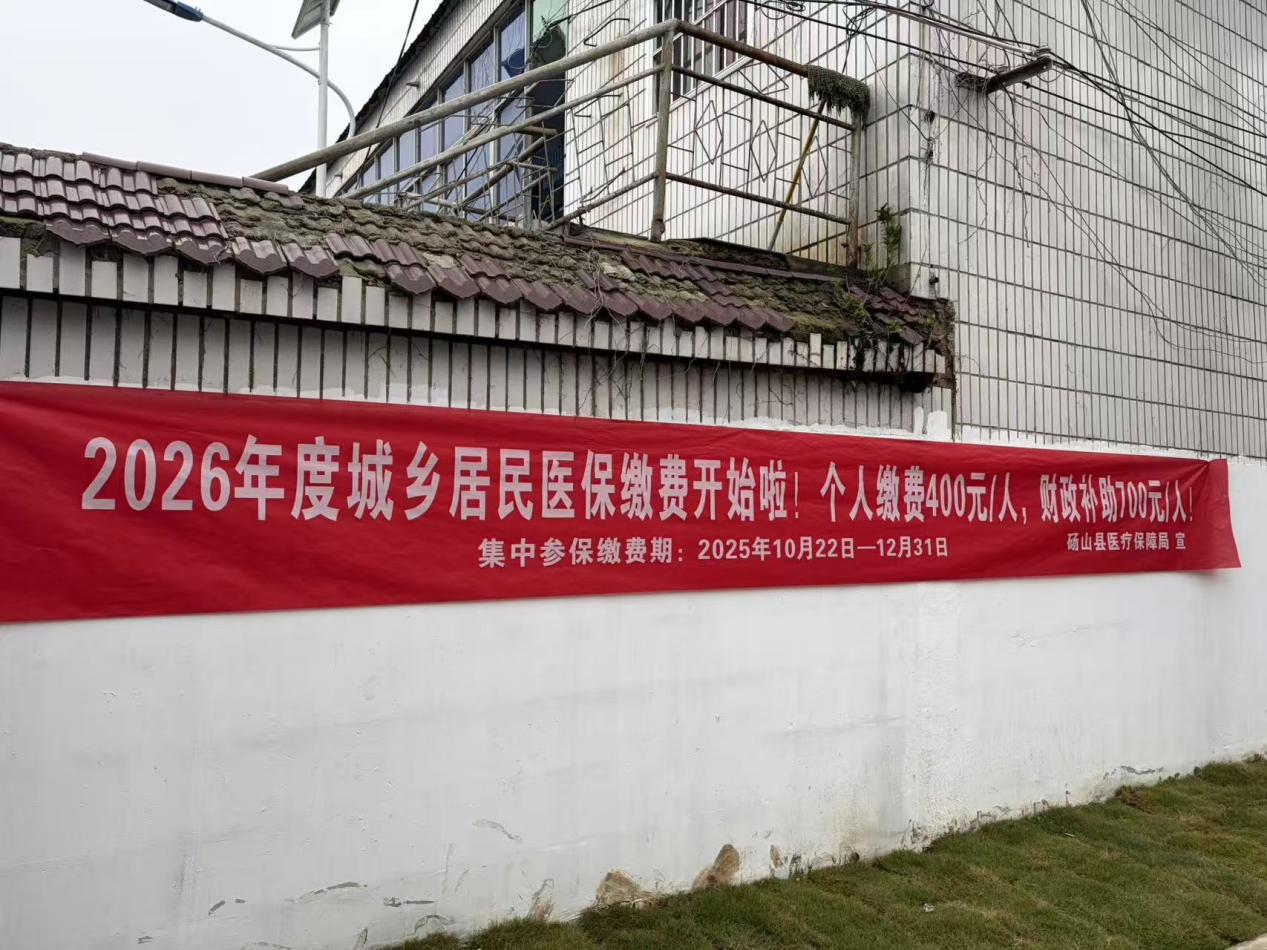 2026年度城乡居民医保缴费开始啦！个人缴费400元/人，财政补助700元/人！
集中参保缴费期：2025年10月22日—12月31日
砀山县医疗保障局 宣